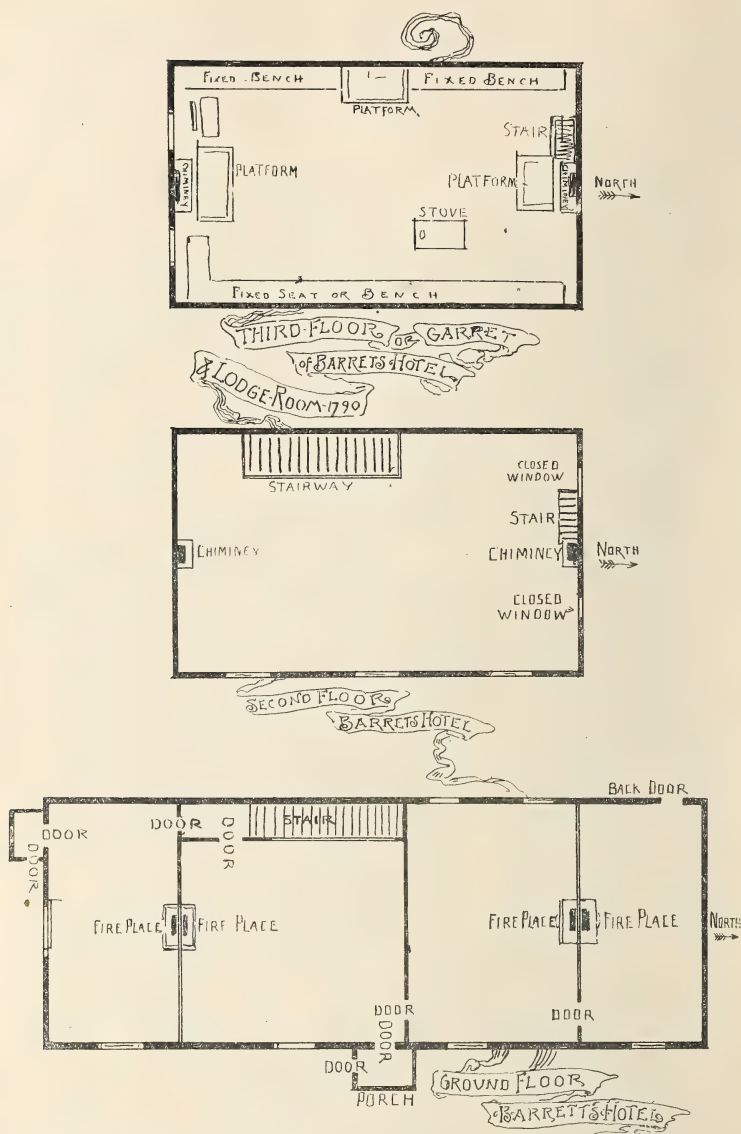 FIXED BENCH
FIXED BENCH
PLATFORM
STAIR
CHIMINEY
PLATFORM
PLATFORM
CHIMINEY
NORTH
STOVE
FIXED SEAT OR BENCH
THIRD-FLOOR OR GARRET
of BARRETS HOTEL
& LODGE-ROOM-1790
CLOSED
WINDOW
STAIRWAY
STAIR
CHIMINEY
CHIMINEY
NORTH
CLOSED
WINDOW
SECOND FLOOR
BARRETS HOTEL
BACK DOOR
DOOR
DOOR
DOOR
STAIR
DOOR
FIRE PLACE
FIRE PLACE
FIRE PLACE
FIRE PLACE
NORTH
DOOR
DOOR
DOOR
DOOR
PORCH
GROUND FLOOR
BARRETTS HOTEL